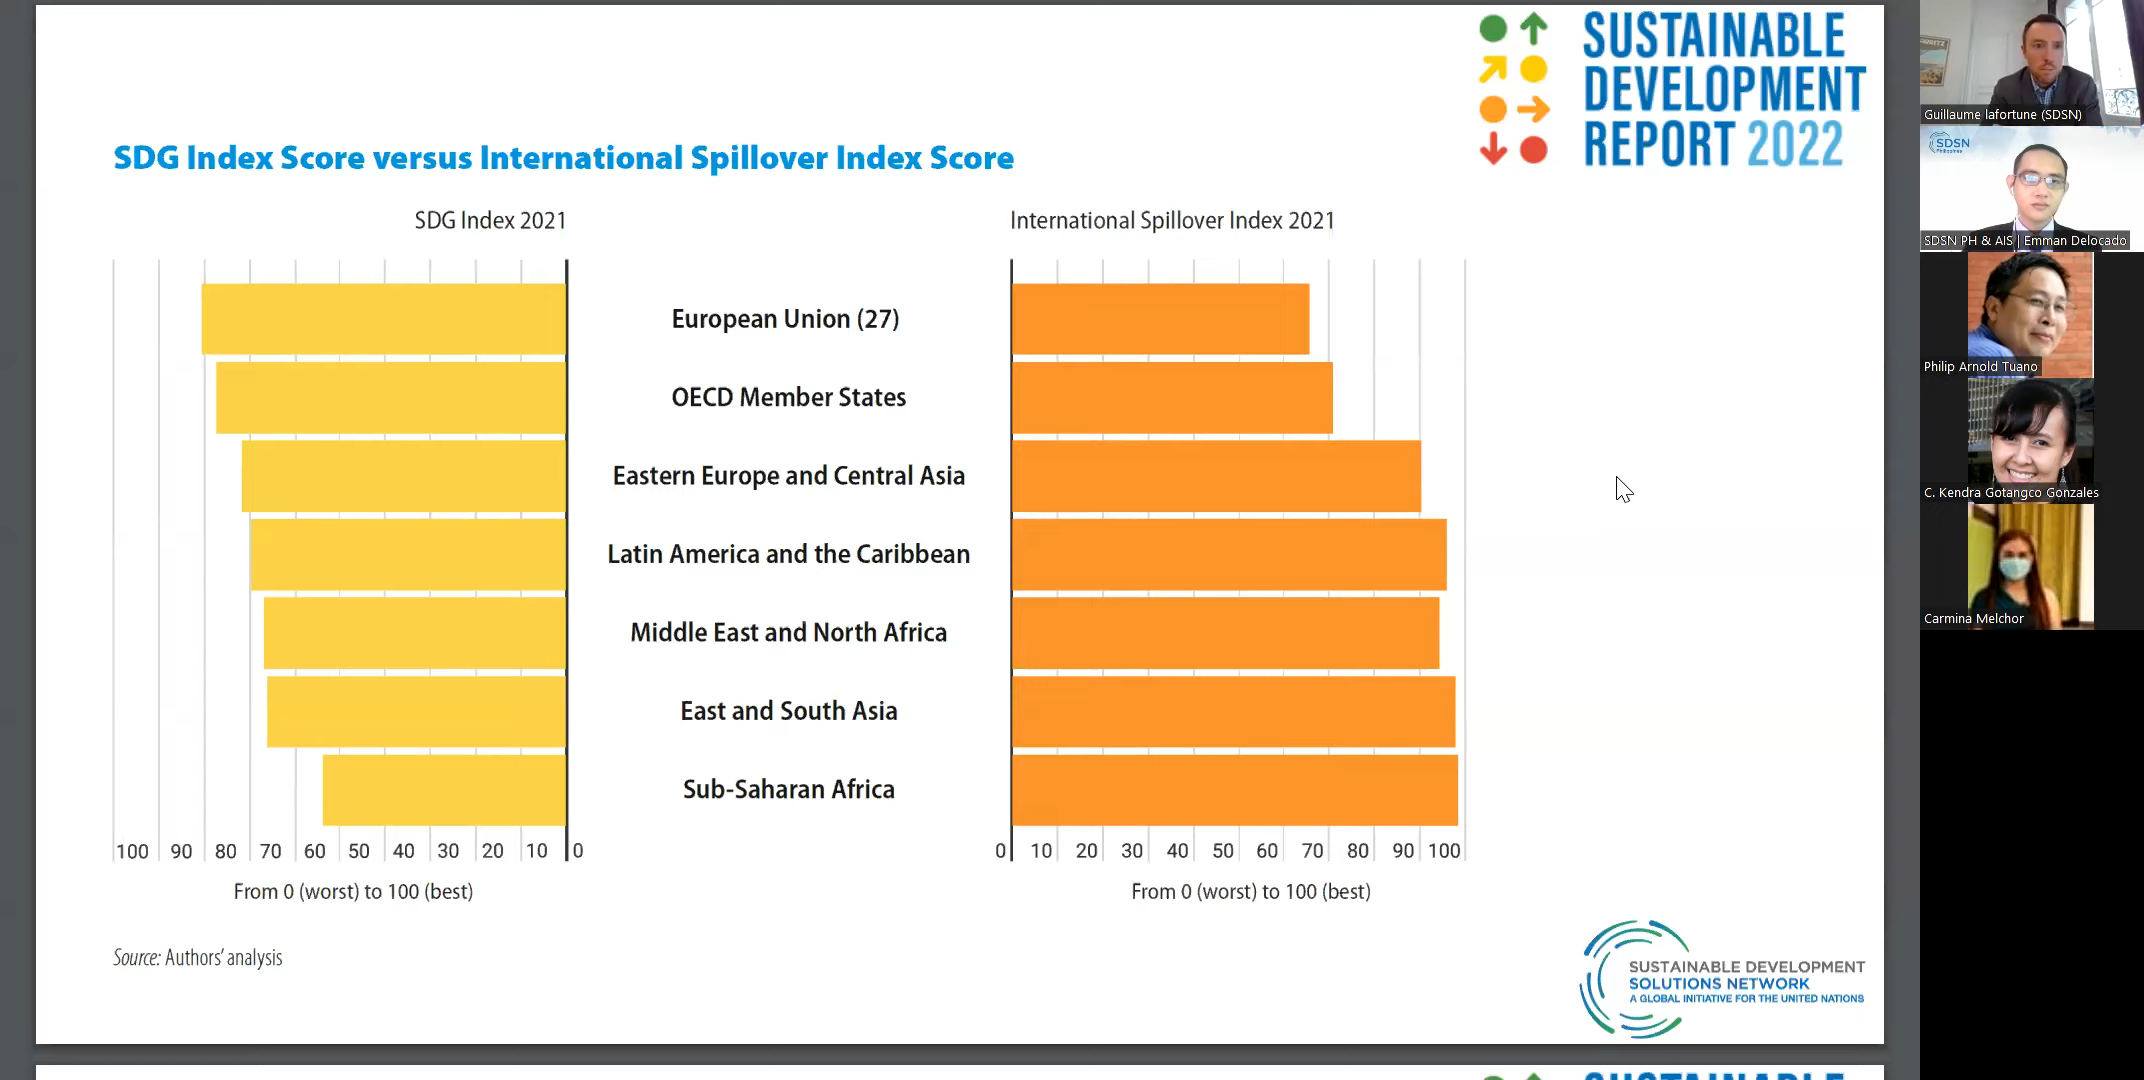 SUSTAINABLE
DEVELOPMENT
REPORT 2022
SDG Index Score versus International Spillover Index Score
SDG Index 2021
International Spillover Index 2021
European Union (27)
OECD Member States
Eastern Europe and Central Asia
Latin America and the Caribbean
Middle East and North Africa
East and South Asia
Sub-Saharan Africa
100 90 80 70 60 50 40 30 20 10 0
0 10 20 30 40 50 60 70 80 90 100
From 0 (worst) to 100 (best)
From 0 (worst) to 100 (best)
Source: Authors' analysis
SUSTAINABLE DEVELOPMENT
SOLUTIONS NETWORK
A GLOBAL INITIATIVE FOR THE UNITED NATIONS
Guillaume lafortune (SDSN)
SDSN
Philippines
SDSN PH & AIS | Emman Delocado
Philip Arnold Tuano
C. Kendra Gotangco Gonzales
Carmina Melchor